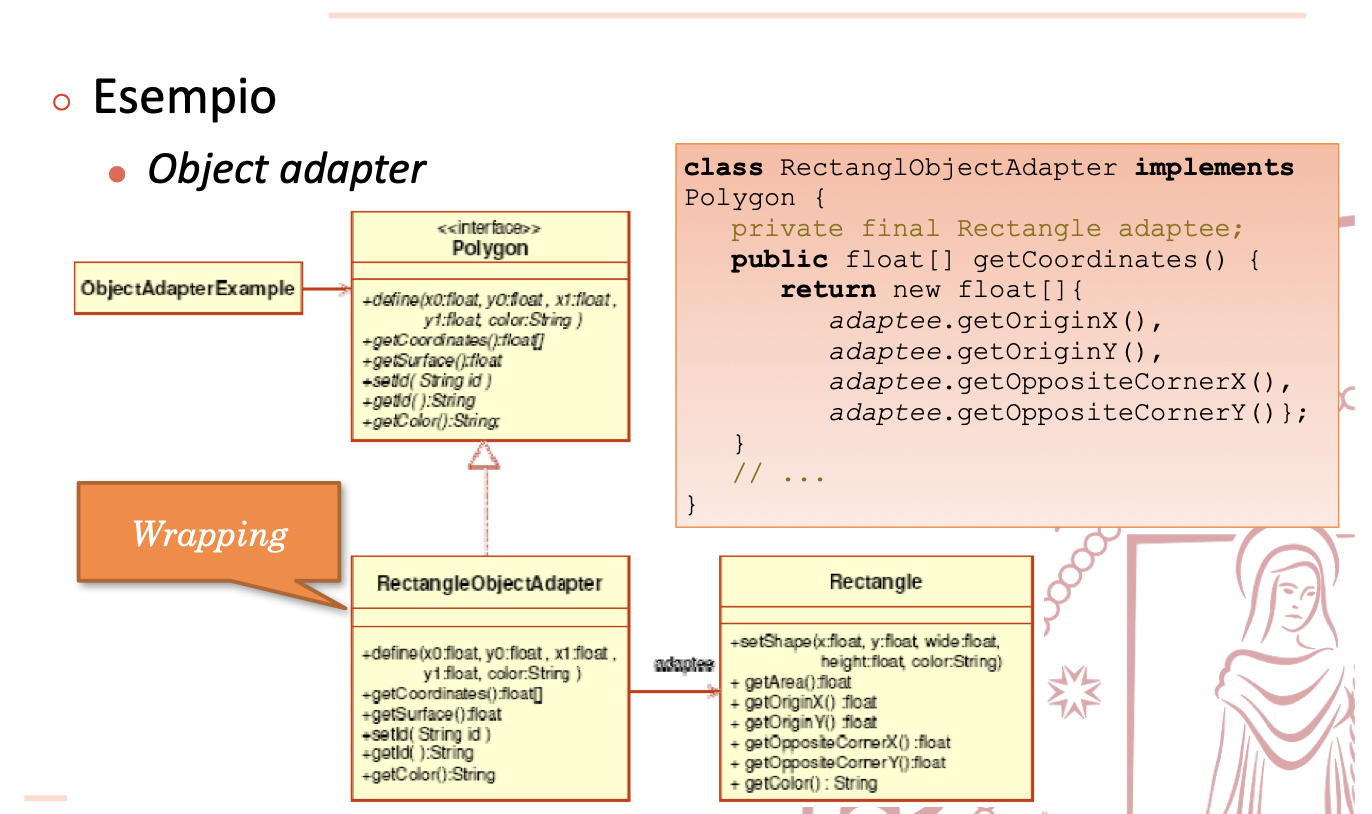 Esempio
Object adapter
<<interface>>
Polygon
+define(x0:float, y0:float , x1:float ,
y1:float, color:String )
+getCoordinates():float[]
+getSurface():float
+setId( String id )
+getId( ):String
+getColor():String;
ObjectAdapterExample
class RectanglObjectAdapter implements
Polygon {
private final Rectangle adaptee;
public float[] getCoordinates() {
return new float[]{
adaptee.getOriginX(),
adaptee.getOriginY(),
adaptee.getOppositeCornerX(),
adaptee.getOppositeCornerY()};
}
// ...
}
Wrapping
RectangleObjectAdapter
+define(x0:float, y0:float , x1:float ,
y1:float, color:String )
+getCoordinates():float[]
+getSurface():float
+setId( String id )
+getId( ):String
+getColor():String
adaptee
Rectangle
+setShape(x:float, y:float, wide:float,
height:float, color:String)
+ getArea():float
+ getOriginX() :float
+ getOriginY() :float
+ getOppositeCornerX() :float
+ getOppositeCornerY():float
+ getColor() : String